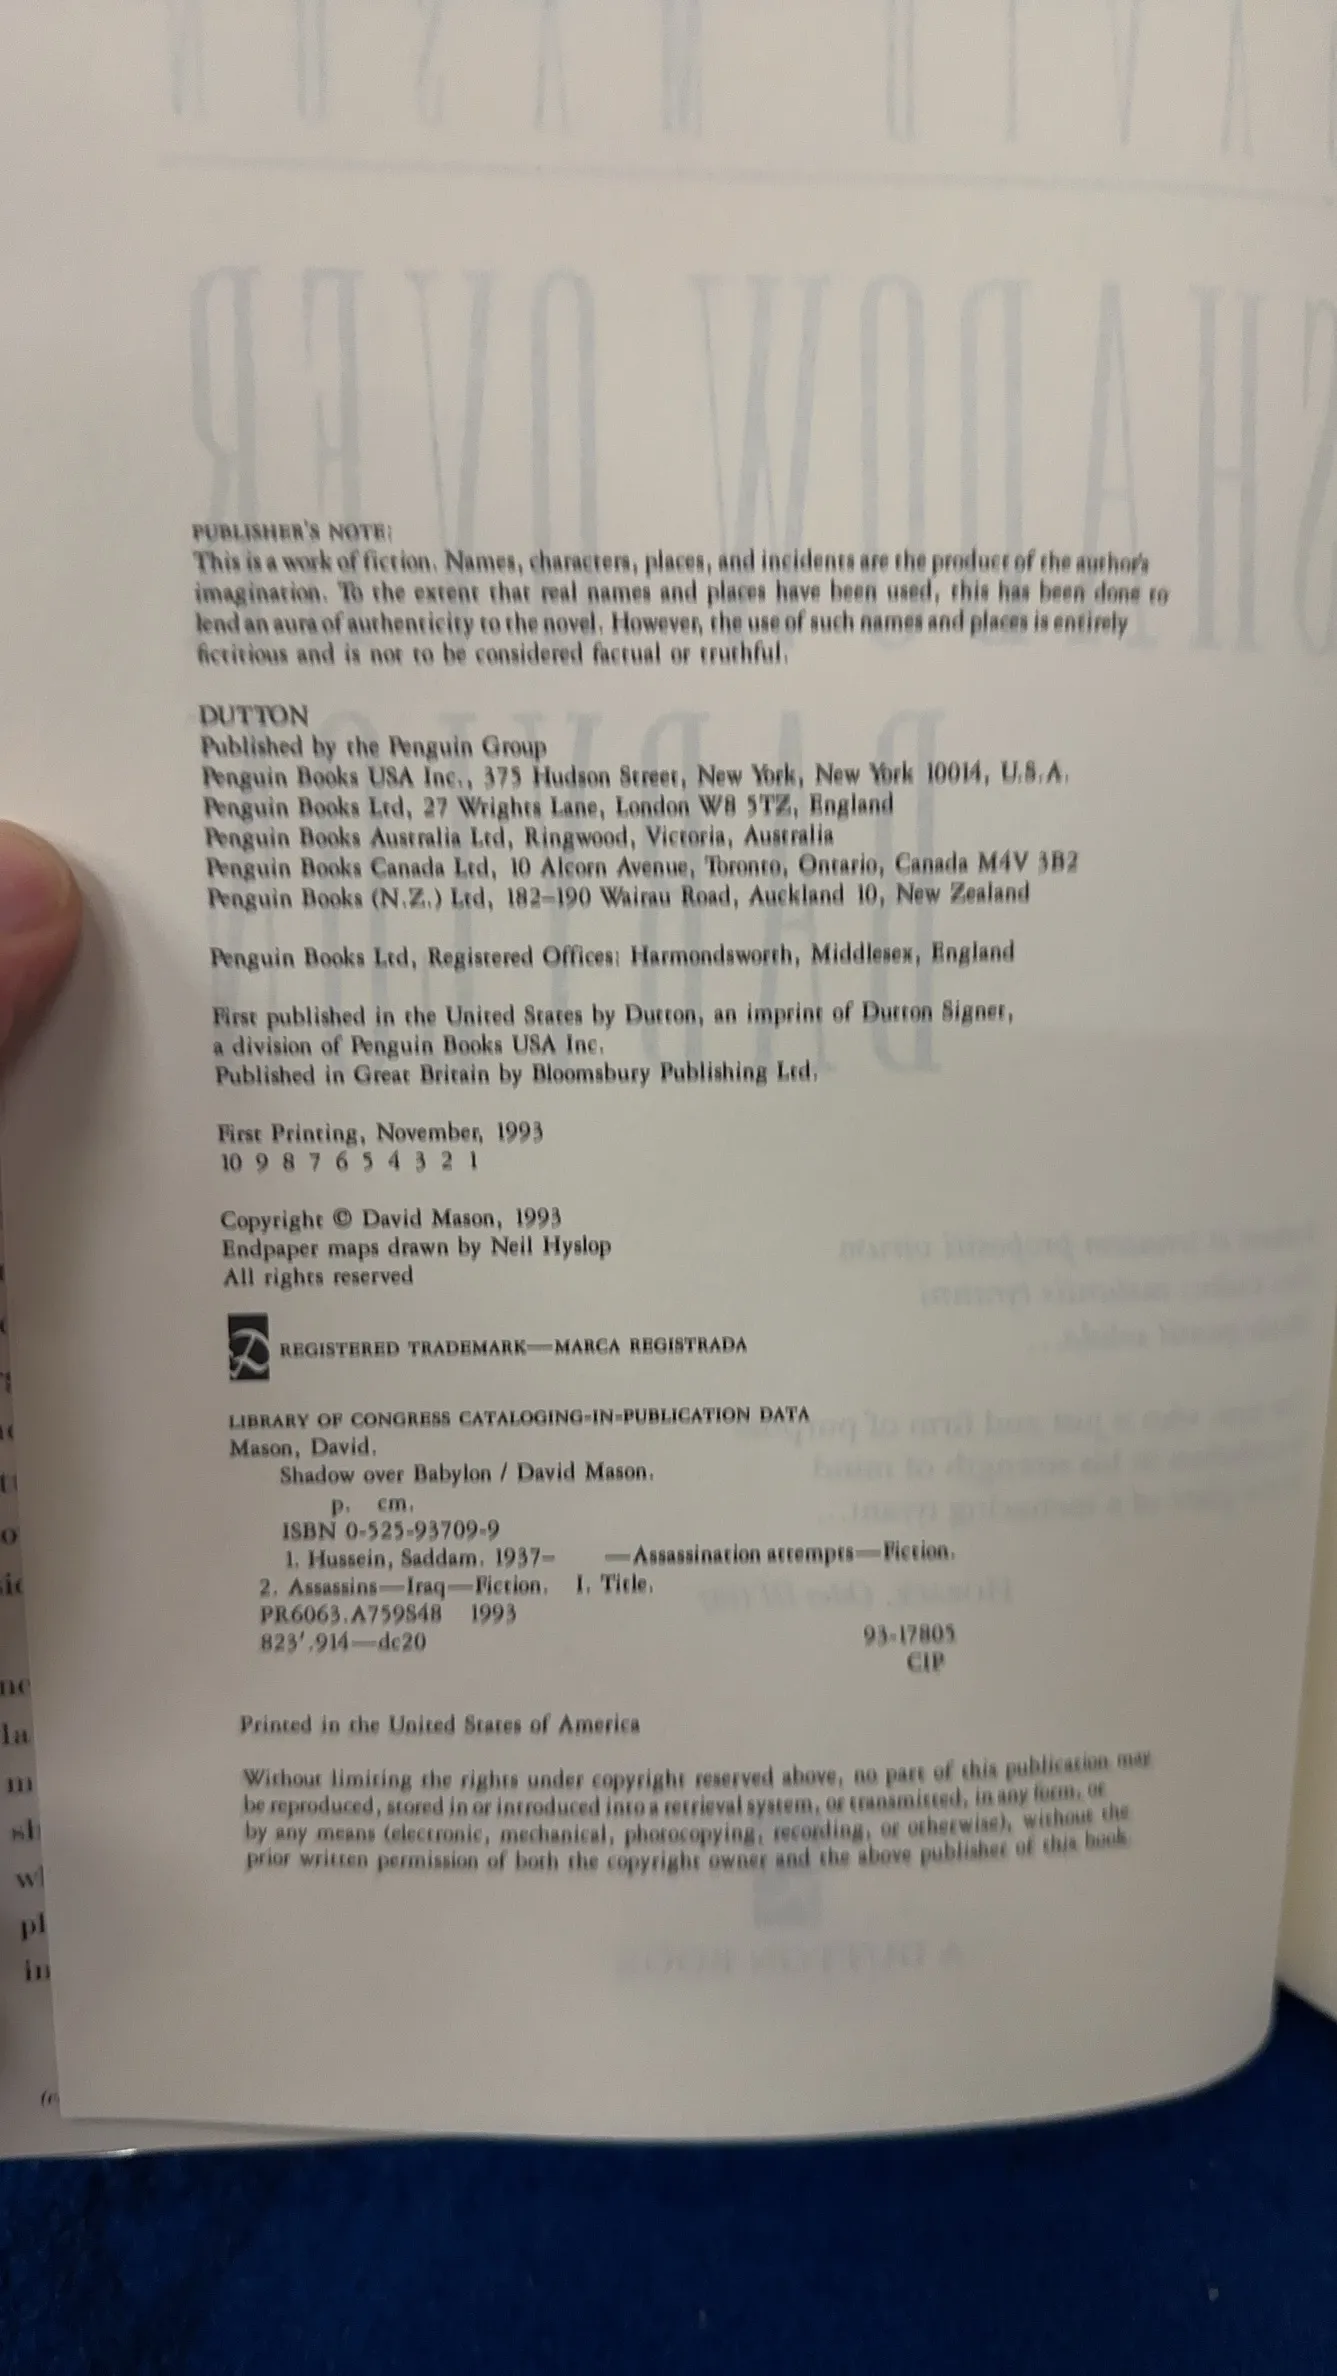 PUBLISHER'S NOTE:
This is a work of fiction. Names, characters, places, and incidents are the product of the author's
imagination. To the extent that real names and places have been used, this has been done to
lend an aura of authenticity to the novel. However, the use of such names and places is entirely
fictitious and is not to be considered factual or truthful.
DUTTON
Published by the Penguin Group
Penguin Books USA Inc., 375 Hudson Street, New York, New York 10014, U.S.A.
Penguin Books Ltd, 27 Wrights Lane, London W8 5TZ, England
Penguin Books Australia Ltd, Ringwood, Victoria, Australia
Penguin Books Canada Ltd, 10 Alcorn Avenue, Toronto, Ontario, Canada M4V 3B2
Penguin Books (N.Z.) Ltd, 182–190 Wairau Road, Auckland 10, New Zealand
Penguin Books Ltd, Registered Offices: Harmondsworth, Middlesex, England
First published in the United States by Dutton, an imprint of Dutton Signet,
a division of Penguin Books USA Inc.
Published in Great Britain by Bloomsbury Publishing Ltd.
First Printing, November, 1993
10 9 8 7 6 5 4 3 2 1
Copyright © David Mason, 1993
Endpaper maps drawn by Neil Hyslop
All rights reserved
REGISTERED TRADEMARK—MARCA REGISTRADA
LIBRARY OF CONGRESS CATALOGING-IN-PUBLICATION DATA
Mason, David.
Shadow over Babylon / David Mason.
p. cm.
ISBN 0-525-93709-9
1. Hussein, Saddam. 1937– —Assassination attempts—Fiction.
2. Assassins—Iraq—Fiction. I. Title.
PR6063.A759S48 1993
823'.914—dc20 93-17805
CIP
Printed in the United States of America
Without limiting the rights under copyright reserved above, no part of this publication may
be reproduced, stored in or introduced into a retrieval system, or transmitted, in any form, or
by any means (electronic, mechanical, photocopying, recording, or otherwise), without the
prior written permission of both the copyright owner and the above publisher of this book.